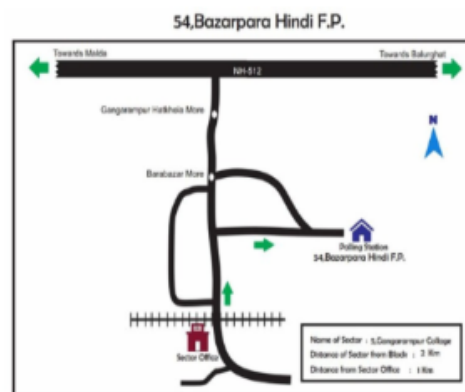 54,Bazarpara Hindi F.P.
Towards Malda
Towards Balurghat
NH-512
Gangarampur Hatkhola More
N
Barabazar More
Polling Station
54,Bazarpara Hindi F.P.
Sector Office
Name of Sector : 5,Gangarampur College
Distance of Sector from Block : 3 Km
Distance from Sector Office : 1 Km